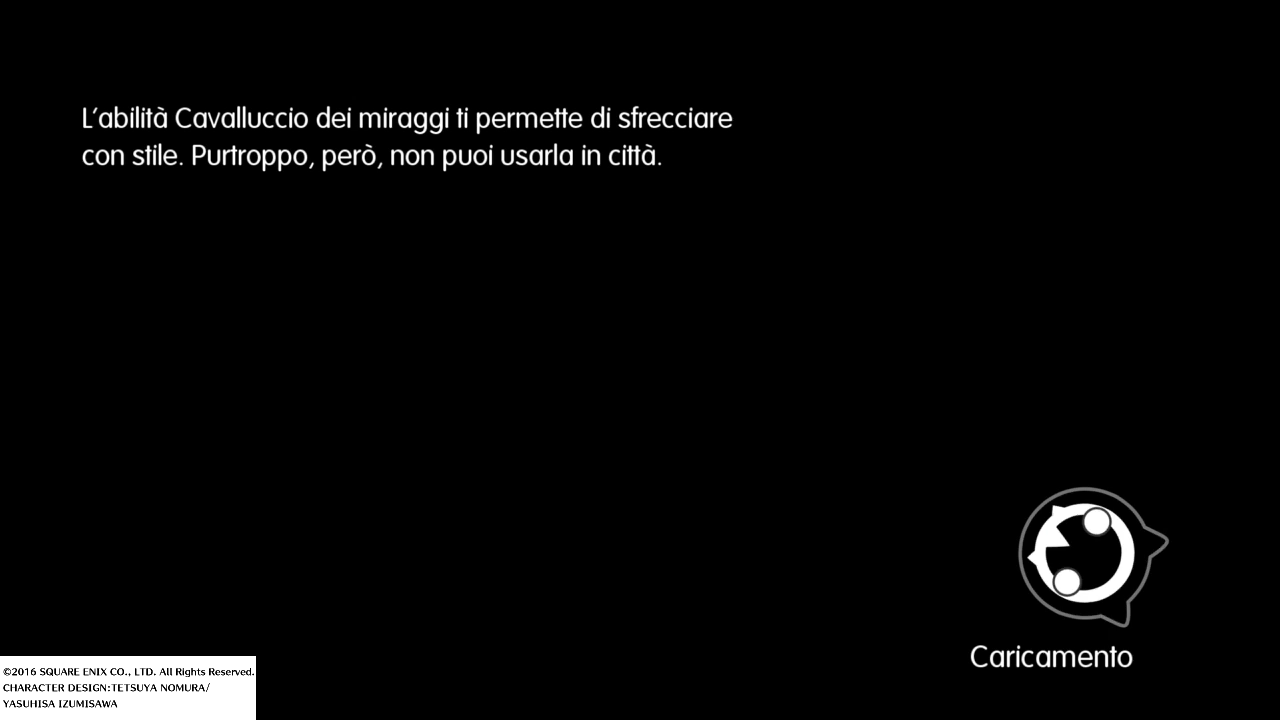 L'abilità Cavalluccio dei miraggi ti permette di sfrecciare
con stile. Purtroppo, però, non puoi usarla in città.
Caricamento
©2016 SQUARE ENIX CO., LTD. All Rights Reserved.
CHARACTER DESIGN:TETSUYA NOMURA/
YASUHISA IZUMISAWA